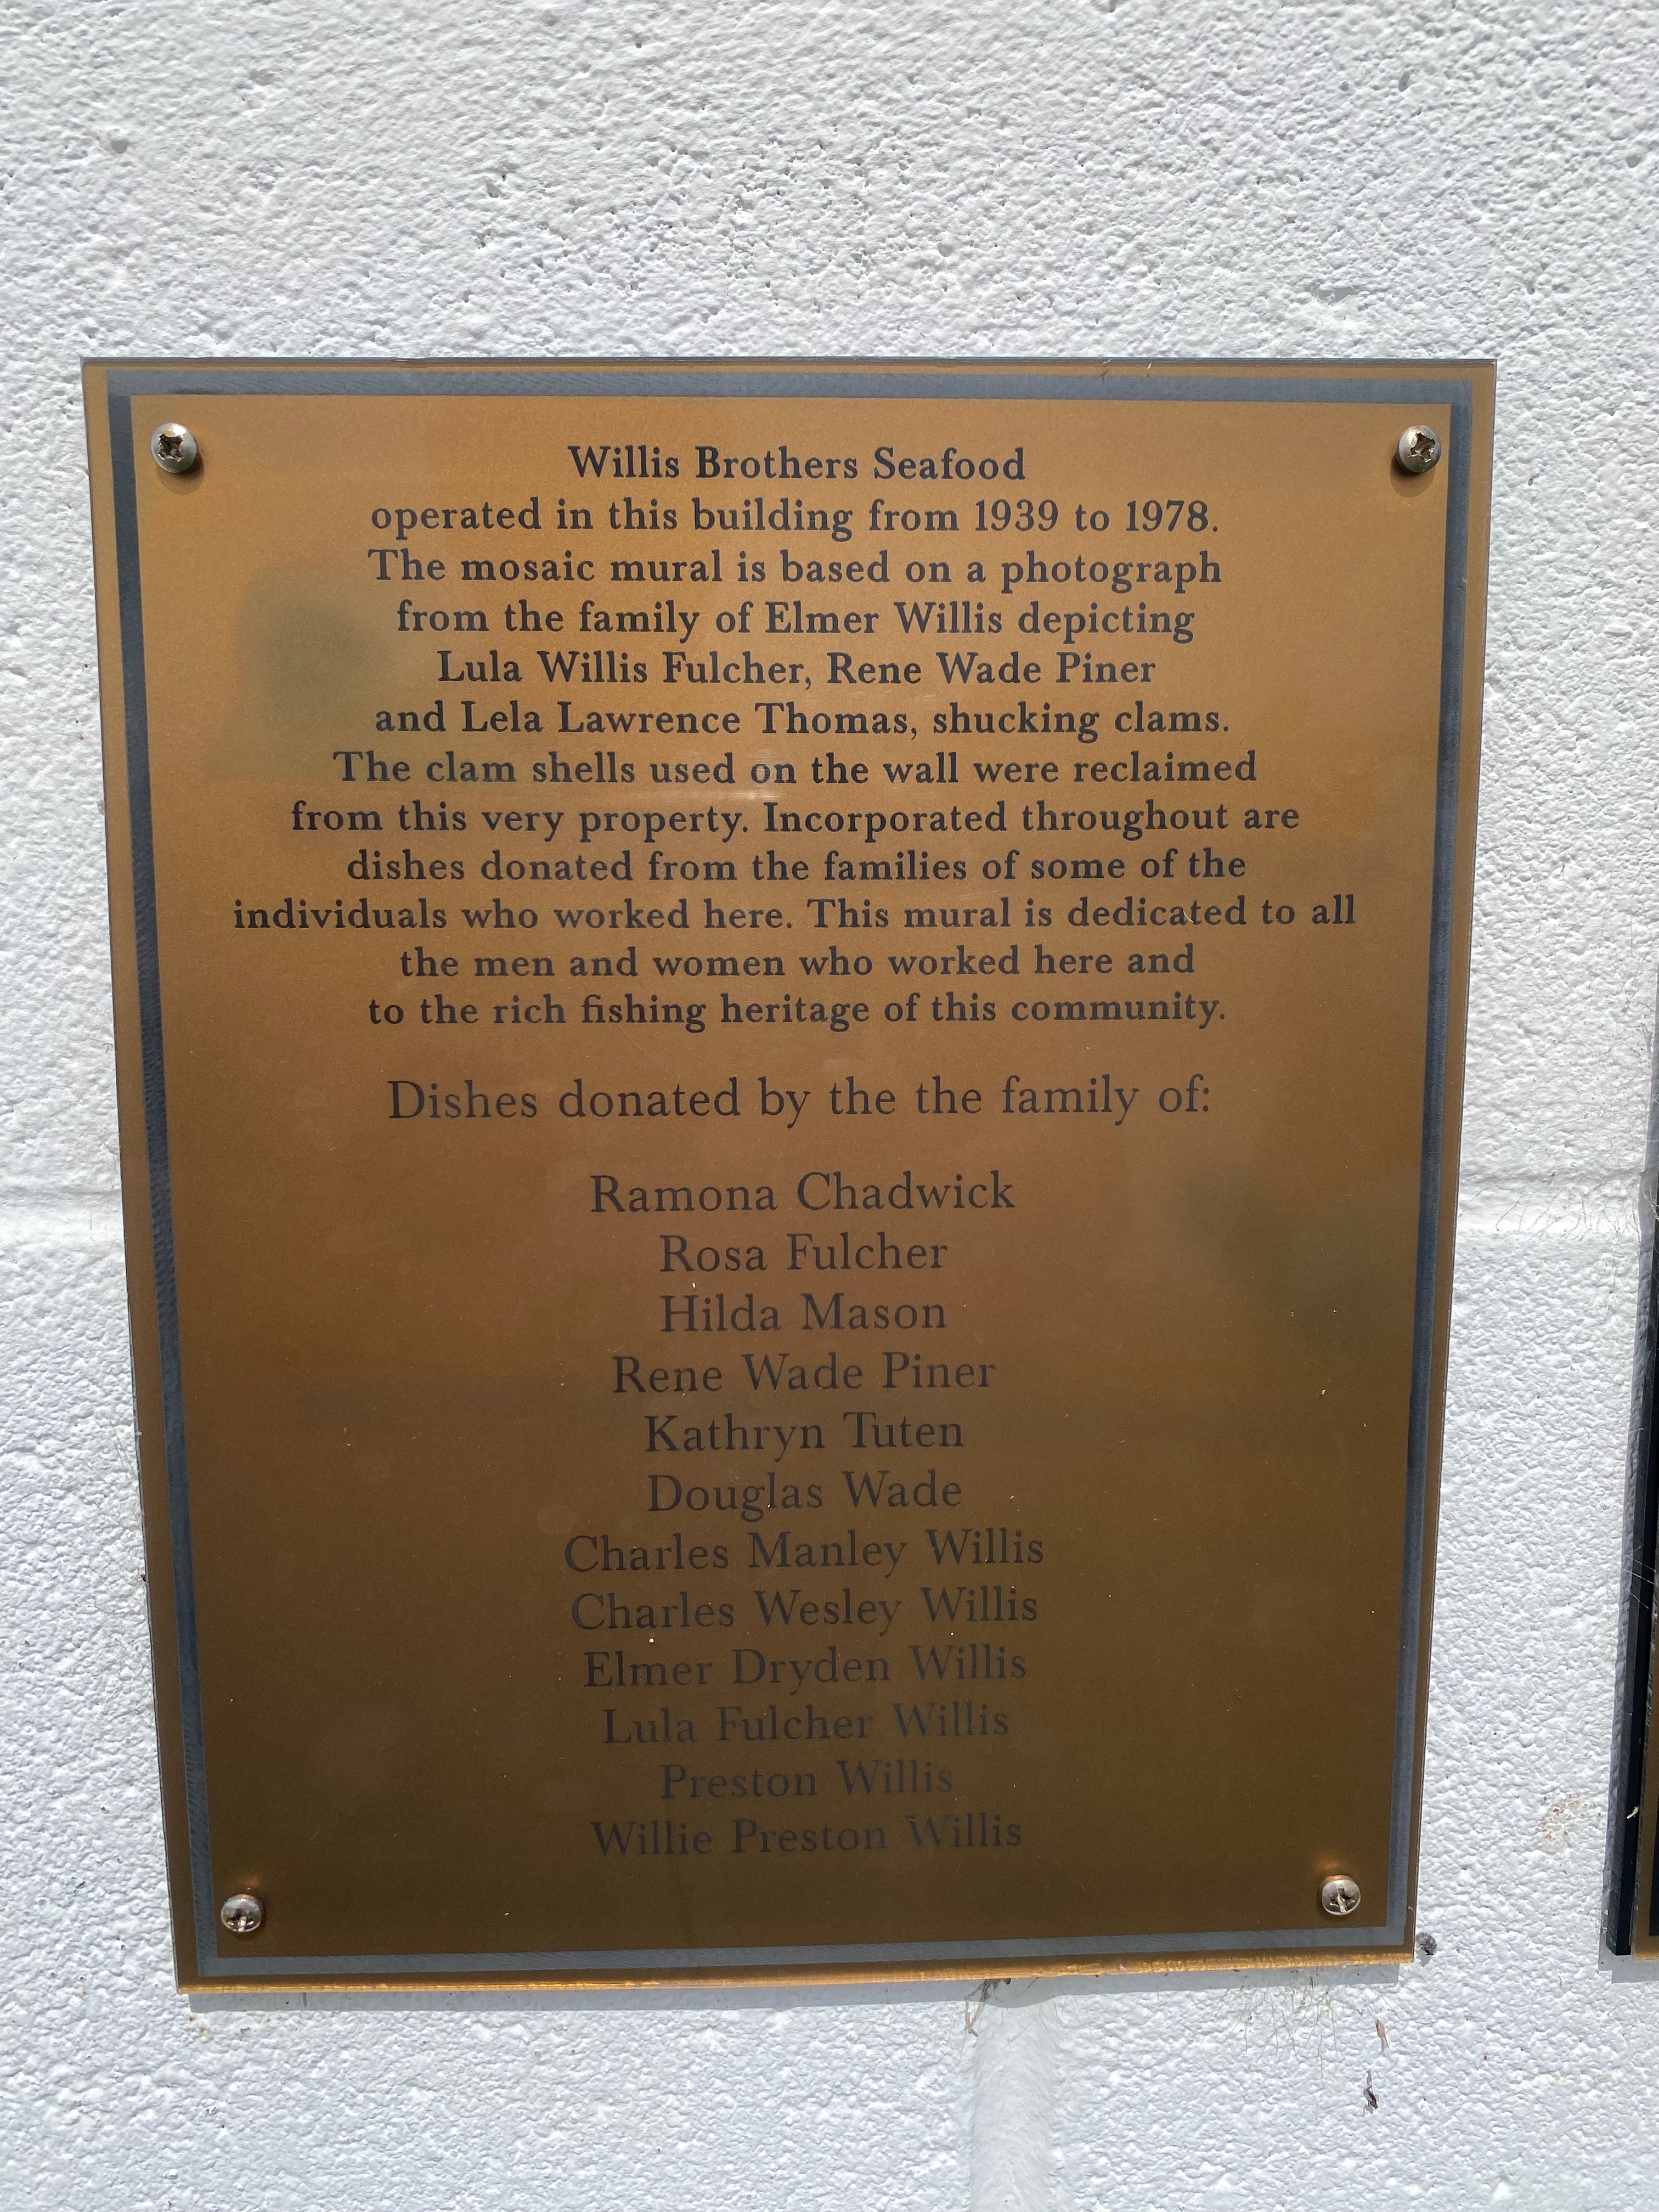 Willis Brothers Seafood
operated in this building from 1939 to 1978.
The mosaic mural is based on a photograph
from the family of Elmer Willis depicting
Lula Willis Fulcher, Rene Wade Piner
and Lela Lawrence Thomas, shucking clams.
The clam shells used on the wall were reclaimed
from this very property. Incorporated throughout are
dishes donated from the families of some of the
individuals who worked here. This mural is dedicated to all
the men and women who worked here and
to the rich fishing heritage of this community.
Dishes donated by the the family of:
Ramona Chadwick
Rosa Fulcher
Hilda Mason
Rene Wade Piner
Kathryn Tuten
Douglas Wade
Charles Manley Willis
Charles Wesley Willis
Elmer Dryden Willis
Lula Fulcher Willis
Preston Willis
Willie Preston Willis